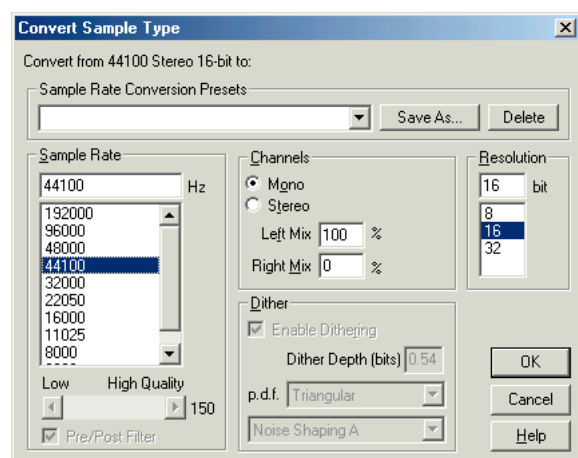 Convert Sample Type
Convert from 44100 Stereo 16-bit to:
Sample Rate Conversion Presets
Save As...
Delete
Sample Rate
44100 Hz
192000
96000
48000
44100
32000
22050
16000
11025
8000
Low High Quality
150
Pre/Post Filter
Channels
Mono
Stereo
Left Mix 100 %
Right Mix 0 %
Dither
Enable Dithering
Dither Depth (bits) 0.54
p.d.f. Triangular
Noise Shaping A
Resolution
16 bit
8
16
32
OK
Cancel
Help